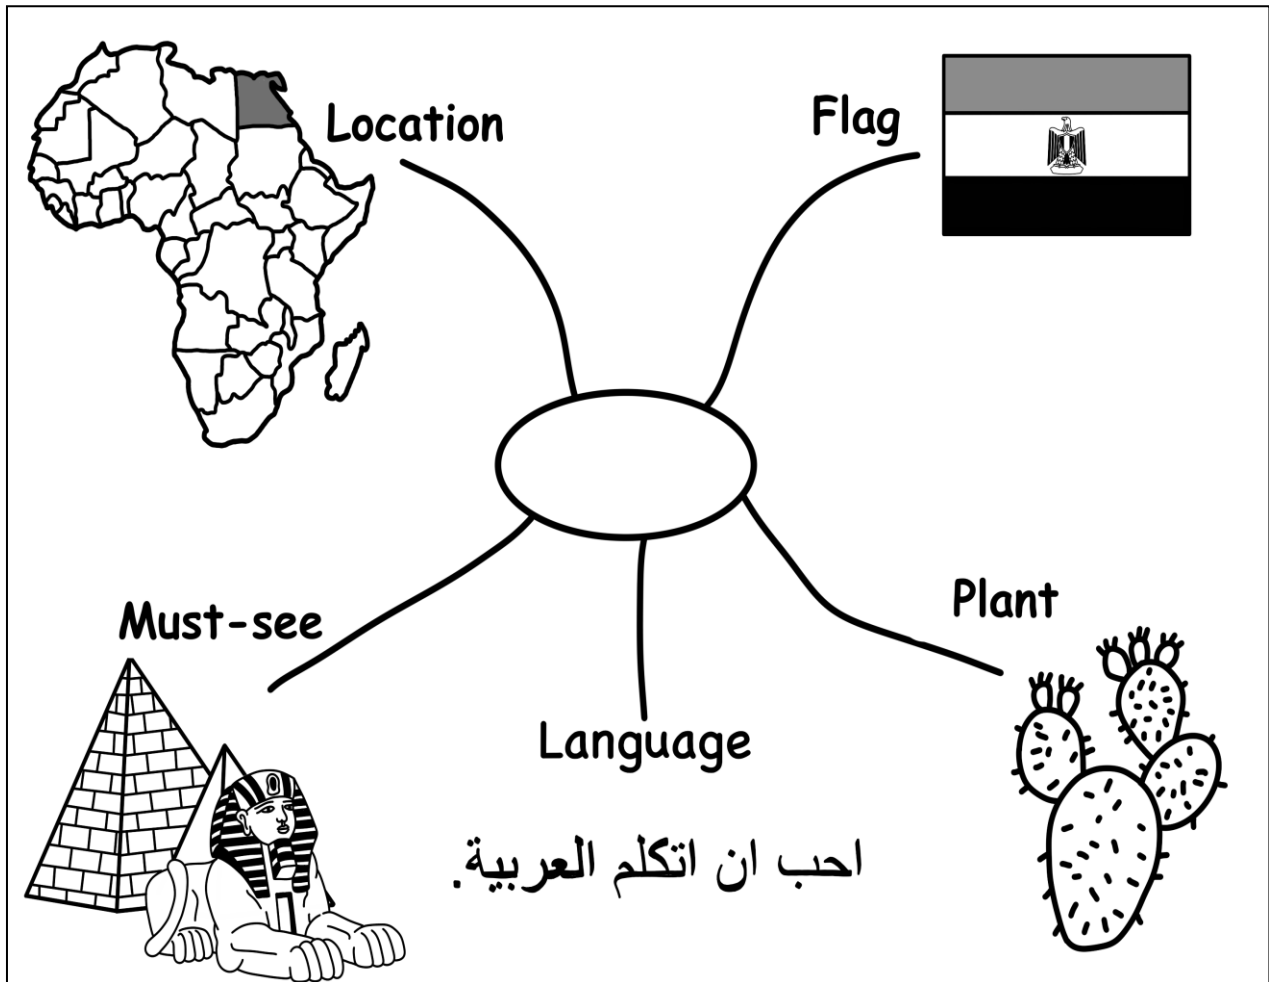 Location
Flag
Must-see
Plant
Language
احب ان اتكلم العربية.